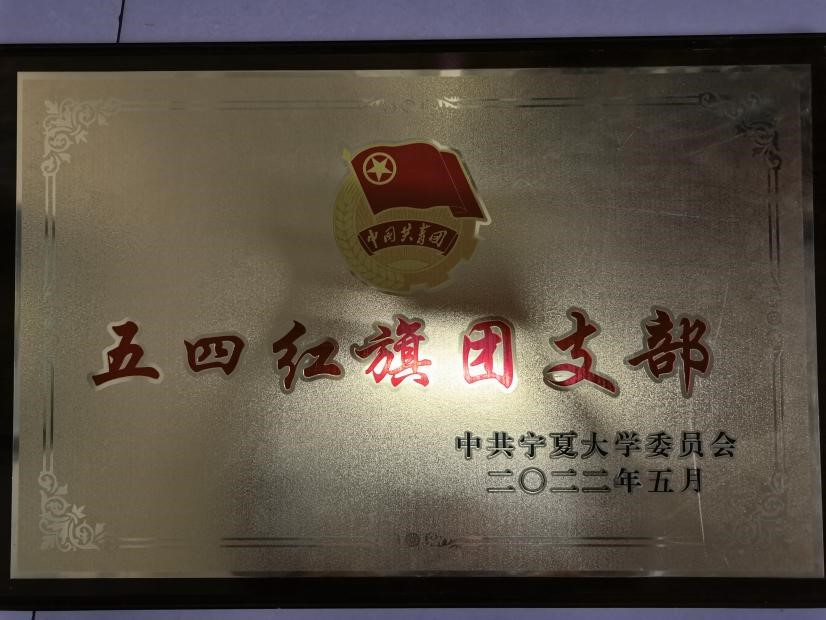 中国共青团
五四红旗团支部
中共宁夏大学委员会
二〇二二年五月